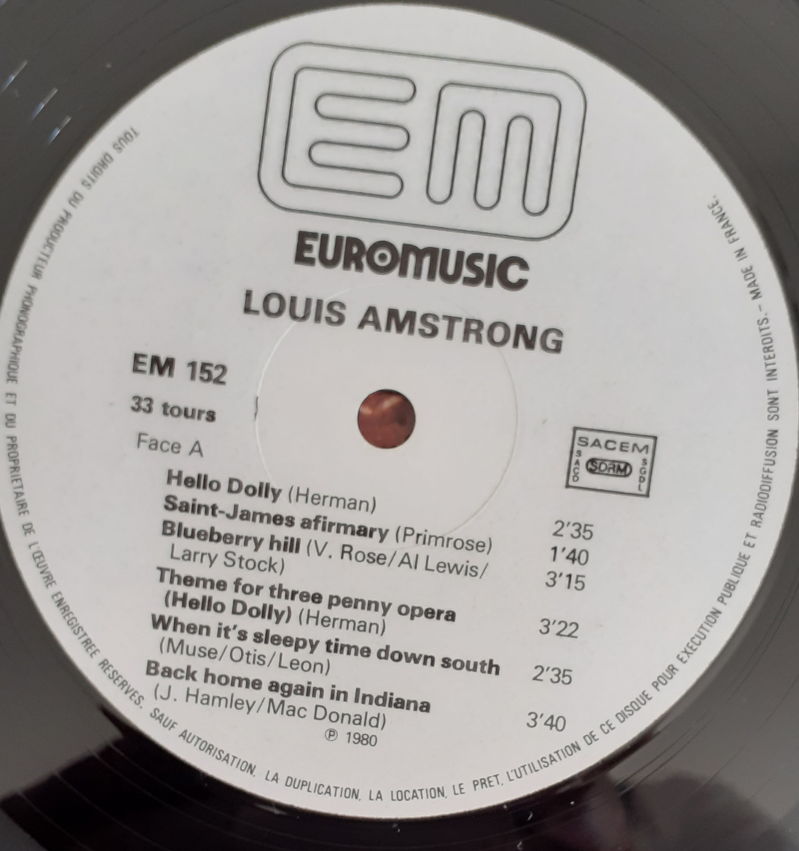 EM
EUROMUSIC
LOUIS AMSTRONG
EM 152
33 tours
Face A
SACEM
SACD
SDRM
SGDL
Hello Dolly (Herman) 2'35
Saint-James afirmary (Primrose) 1'40
Blueberry hill (V. Rose/Al Lewis/
Larry Stock) 3'15
Theme for three penny opera
(Hello Dolly) (Herman) 3'22
When it's sleepy time down south
(Muse/Otis/Leon) 2'35
Back home again in Indiana
(J. Hamley/Mac Donald) 3'40
℗ 1980
TOUS DROITS DU PRODUCTEUR PHONOGRAPHIQUE ET DU PROPRIETAIRE DE L'ŒUVRE ENREGISTREE RESERVES. SAUF AUTORISATION, LA DUPLICATION, LA LOCATION, LE PRET, L'UTILISATION DE CE DISQUE POUR EXECUTION PUBLIQUE ET RADIODIFFUSION SONT INTERDITS. – MADE IN FRANCE.